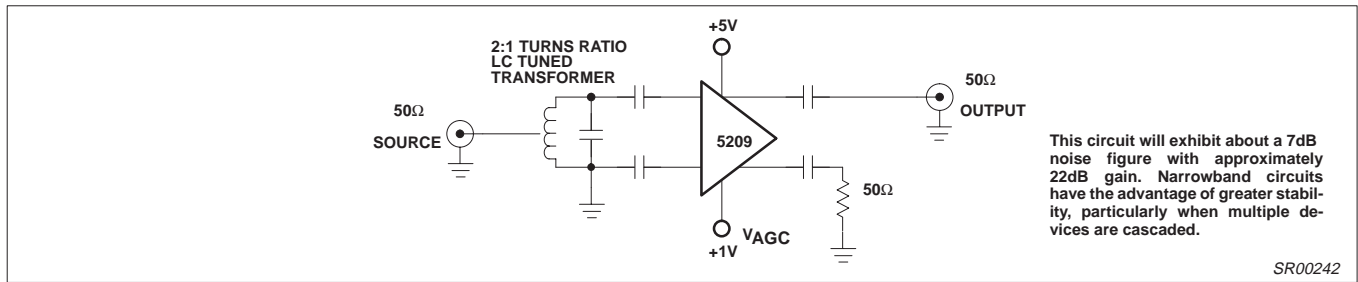 +5V
2:1 TURNS RATIO
LC TUNED
TRANSFORMER
50Ω
SOURCE
5209
50Ω
OUTPUT
50Ω
VAGC
+1V
This circuit will exhibit about a 7dB
noise figure with approximately
22dB gain. Narrowband circuits
have the advantage of greater stabil-
ity, particularly when multiple de-
vices are cascaded.
SR00242